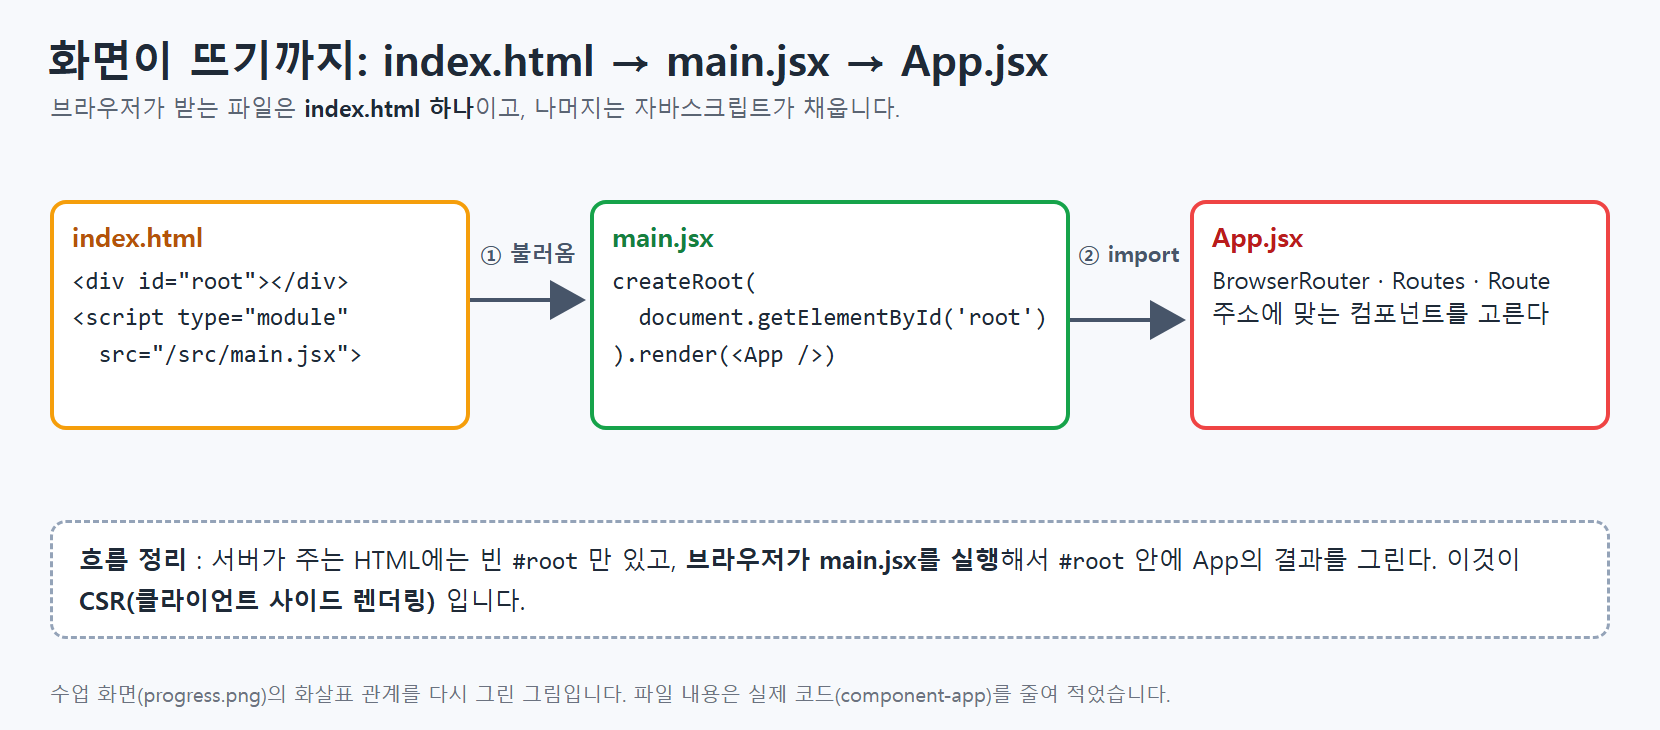 화면이 뜨기까지: index.html → main.jsx → App.jsx
브라우저가 받는 파일은 index.html 하나이고, 나머지는 자바스크립트가 채웁니다.
index.html
<div id="root"></div>
<script type="module"
src="/src/main.jsx">
① 불러옴
main.jsx
createRoot(
document.getElementById('root')
).render(<App />)
② import
App.jsx
BrowserRouter · Routes · Route
주소에 맞는 컴포넌트를 고른다
흐름 정리 : 서버가 주는 HTML에는 빈 #root 만 있고, 브라우저가 main.jsx를 실행해서 #root 안에 App의 결과를 그린다. 이것이
CSR(클라이언트 사이드 렌더링) 입니다.
수업 화면(progress.png)의 화살표 관계를 다시 그린 그림입니다. 파일 내용은 실제 코드(component-app)를 줄여 적었습니다.